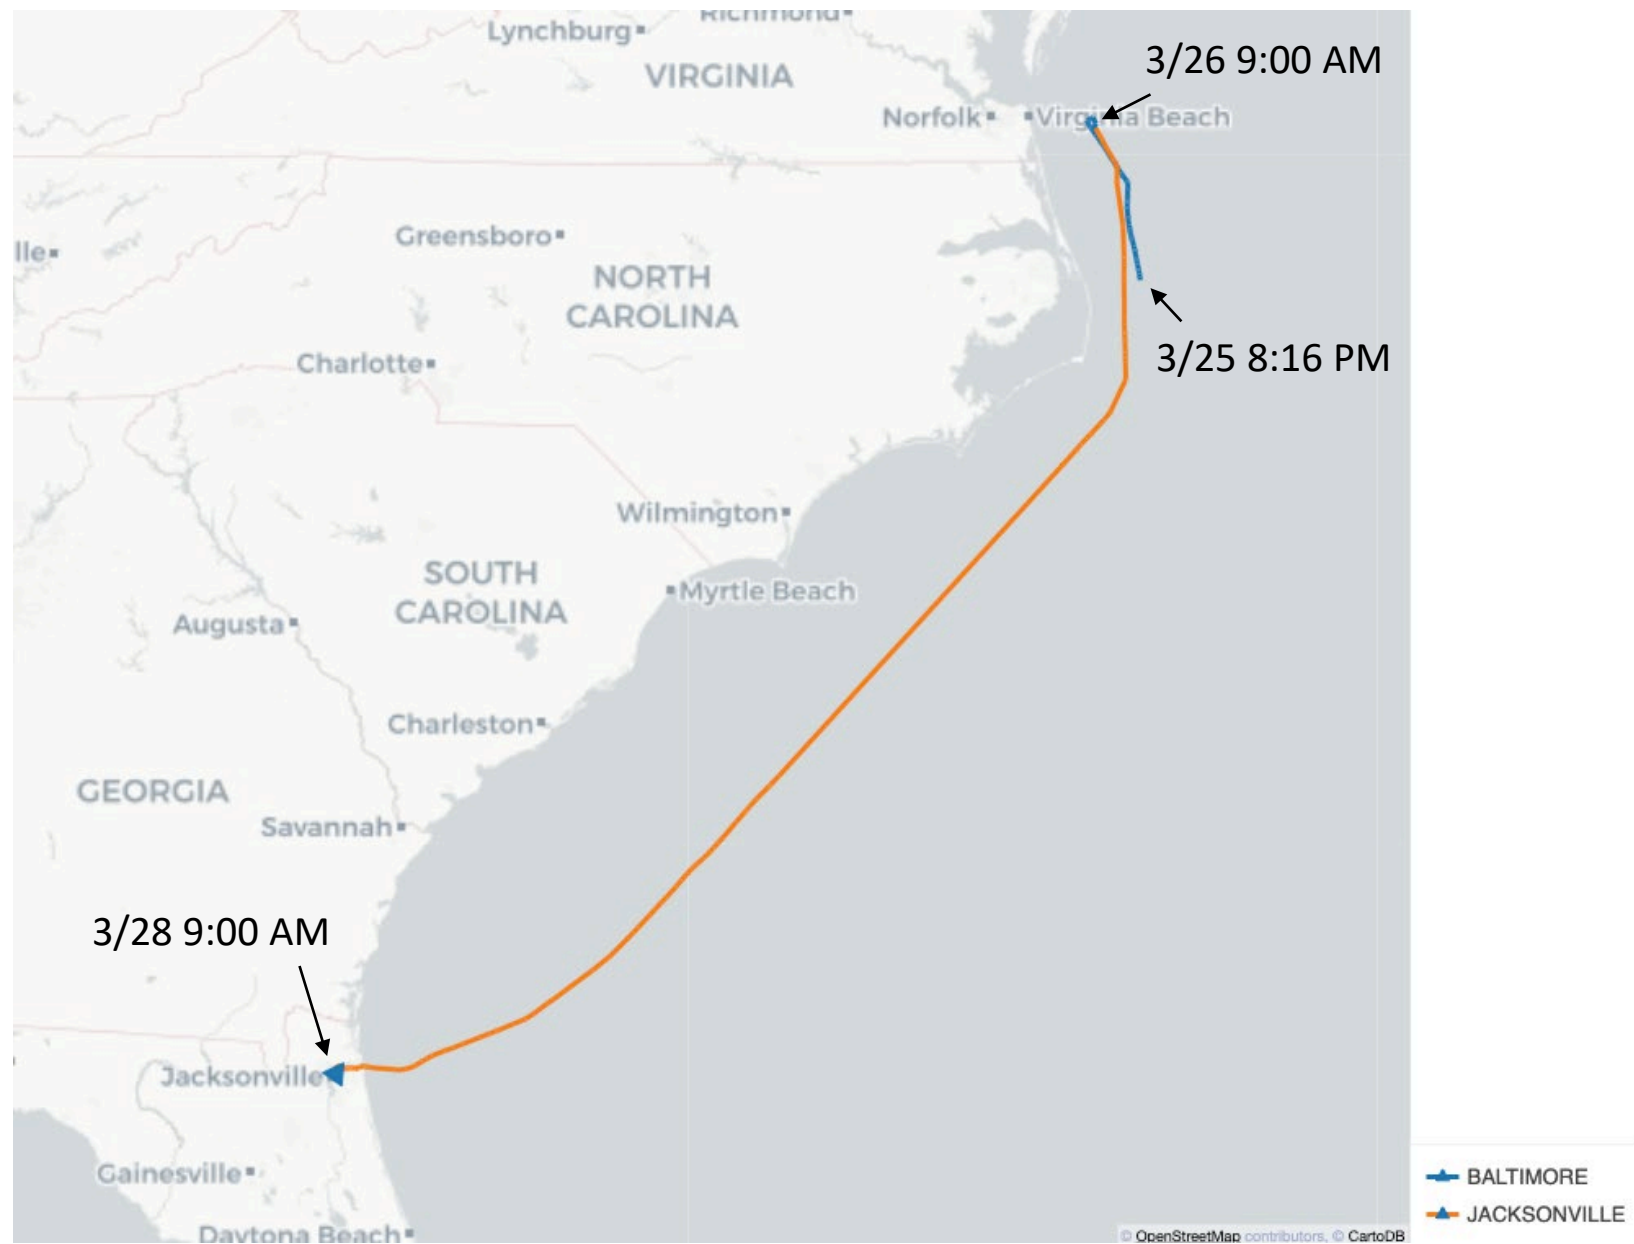 Richmond
Lynchburg
VIRGINIA
3/26 9:00 AM
Norfolk
Virginia Beach
Greensboro
lle
NORTH
CAROLINA
3/25 8:16 PM
Charlotte
Wilmington
SOUTH
CAROLINA
Myrtle Beach
Augusta
Charleston
GEORGIA
Savannah
3/28 9:00 AM
Jacksonville
Gainesville
BALTIMORE
JACKSONVILLE
Daytona Beach
© OpenStreetMap contributors, © CartoDB